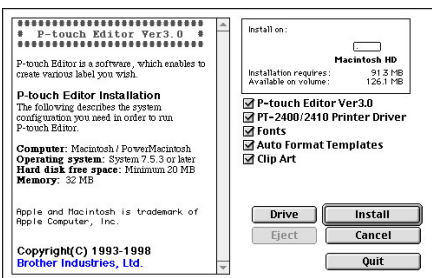 P-touch Editor Ver3.0
P-touch Editor is a software, which enables to
create various label you wish.
P-touch Editor Installation
The following describes the system
configuration you need in order to run
P-touch Editor.
Computer: Macintosh / PowerMacintosh
Operating system: System 7.5.3 or later
Hard disk free space: Minimum 20 MB
Memory: 32 MB
Apple and Macintosh is trademark of
Apple Computer, Inc.
Copyright(C) 1993-1998
Brother Industries, Ltd.
Install on:
Macintosh HD
Installation requires: 91.3 MB
Available on volume: 126.1 MB
P-touch Editor Ver3.0
PT-2400/2410 Printer Driver
Fonts
Auto Format Templates
Clip Art
Drive
Install
Eject
Cancel
Quit